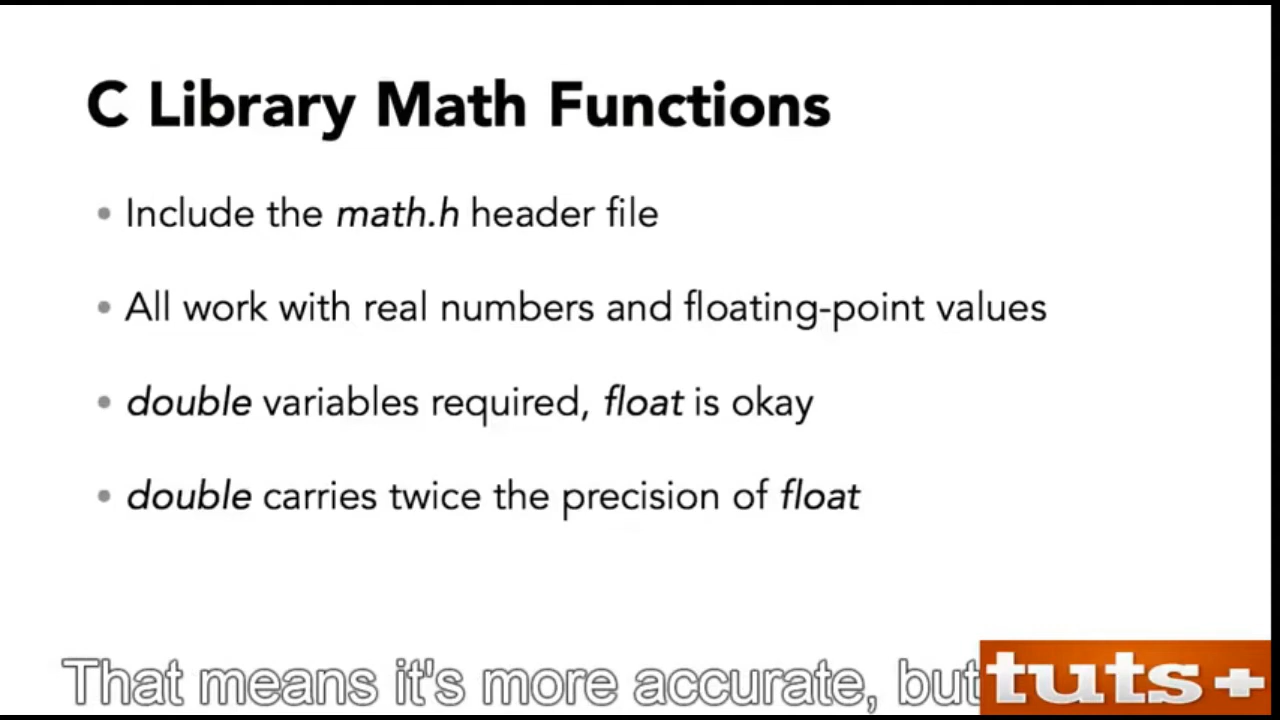 C Library Math Functions
• Include the math.h header file
• All work with real numbers and floating-point values
• double variables required, float is okay
• double carries twice the precision of float
That means it's more accurate, but
tuts+